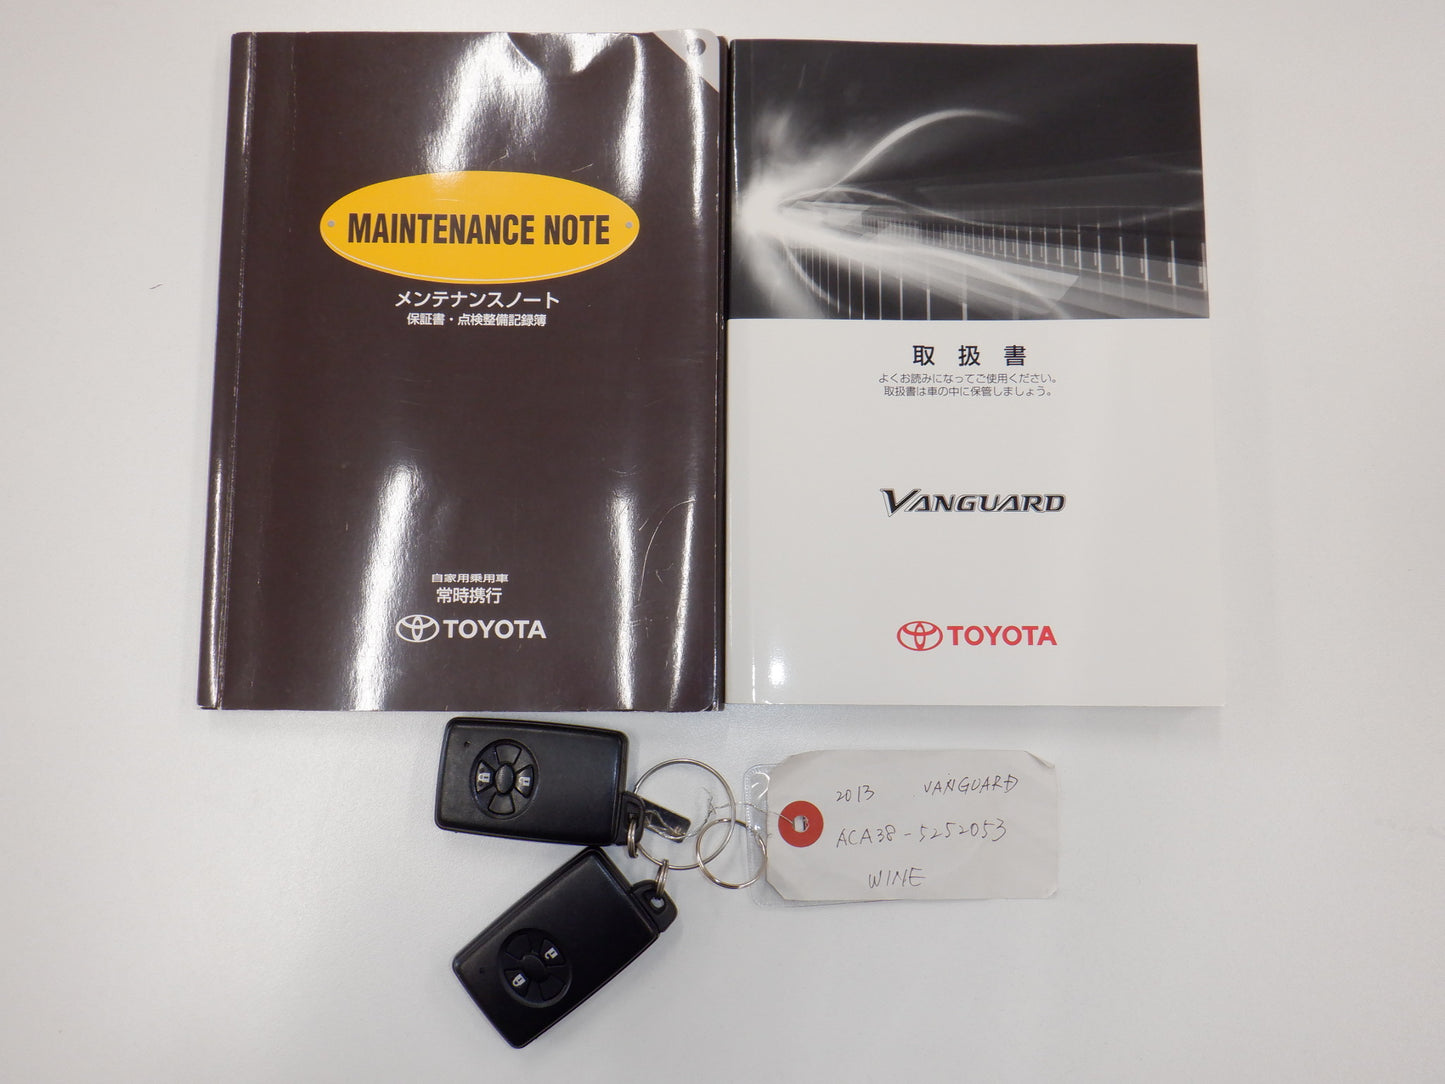 MAINTENANCE NOTE
メンテナンスノート
保証書・点検整備記録簿
自家用乗用車
常時携行
TOYOTA
取扱書
よくお読みになってご使用ください。
取扱書は車の中に保管しましょう。
VANGUARD
TOYOTA
2013 VANGUARD
ACA38-5252053
WINE